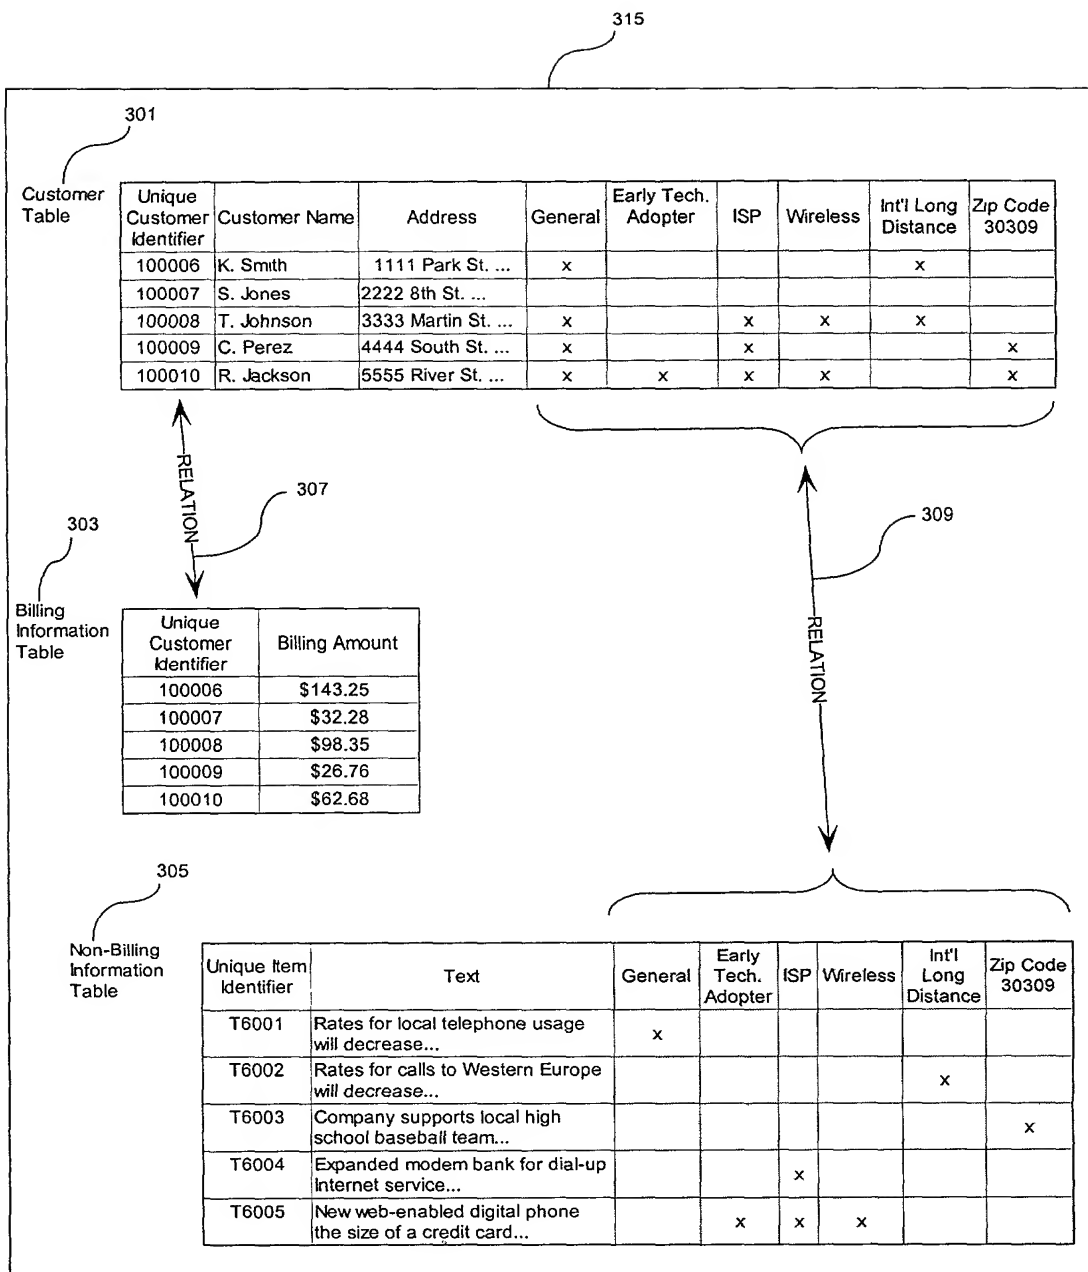 315
301
Customer Table
Unique Customer Identifier Customer Name Address General Early Tech. Adopter ISP Wireless Int'l Long Distance Zip Code 30309
100006 K. Smith 1111 Park St. ... x x
100007 S. Jones 2222 8th St. ...
100008 T. Johnson 3333 Martin St. ... x x x x
100009 C. Perez 4444 South St. ... x x x
100010 R. Jackson 5555 River St. ... x x x x x
RELATION
307
309
RELATION
303
Billing Information Table
Unique Customer Identifier Billing Amount
100006 $143.25
100007 $32.28
100008 $98.35
100009 $26.76
100010 $62.68
305
Non-Billing Information Table
Unique Item Identifier Text General Early Tech. Adopter ISP Wireless Int'l Long Distance Zip Code 30309
T6001 Rates for local telephone usage will decrease... x
T6002 Rates for calls to Western Europe will decrease... x
T6003 Company supports local high school baseball team... x
T6004 Expanded modem bank for dial-up Internet service... x
T6005 New web-enabled digital phone the size of a credit card... x x x